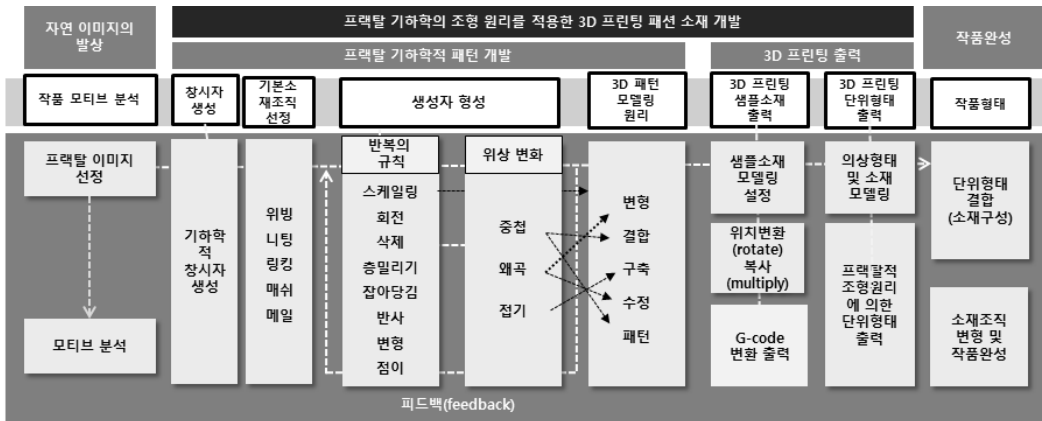 자연 이미지의
발상
프랙탈 기하학의 조형 원리를 적용한 3D 프린팅 패션 소재 개발
작품완성
프랙탈 기하학적 패턴 개발
3D 프린팅 출력
작품 모티브 분석
창시자
생성
기본소
재조직
선정
생성자 형성
3D 패턴
모델링
원리
3D 프린팅
샘플소재
출력
3D 프린팅
단위형태
출력
작품형태
프랙탈 이미지
선정
모티브 분석
기하학
적
창시자
생성
위빙
니팅
링킹
매쉬
메일
반복의
규칙
스케일링
회전
삭제
층밀리기
잡아당김
반사
변형
점이
위상 변화
중첩
왜곡
접기
변형
결합
구축
수정
패턴
샘플소재
모델링
설정
위치변환
(rotate)
복사
(multiply)
G-code
변환 출력
의상형태
및 소재
모델링
프랙탈적
조형원리
에 의한
단위형태
출력
단위형태
결합
(소재구성)
소재조직
변형 및
작품완성
피드백(feedback)